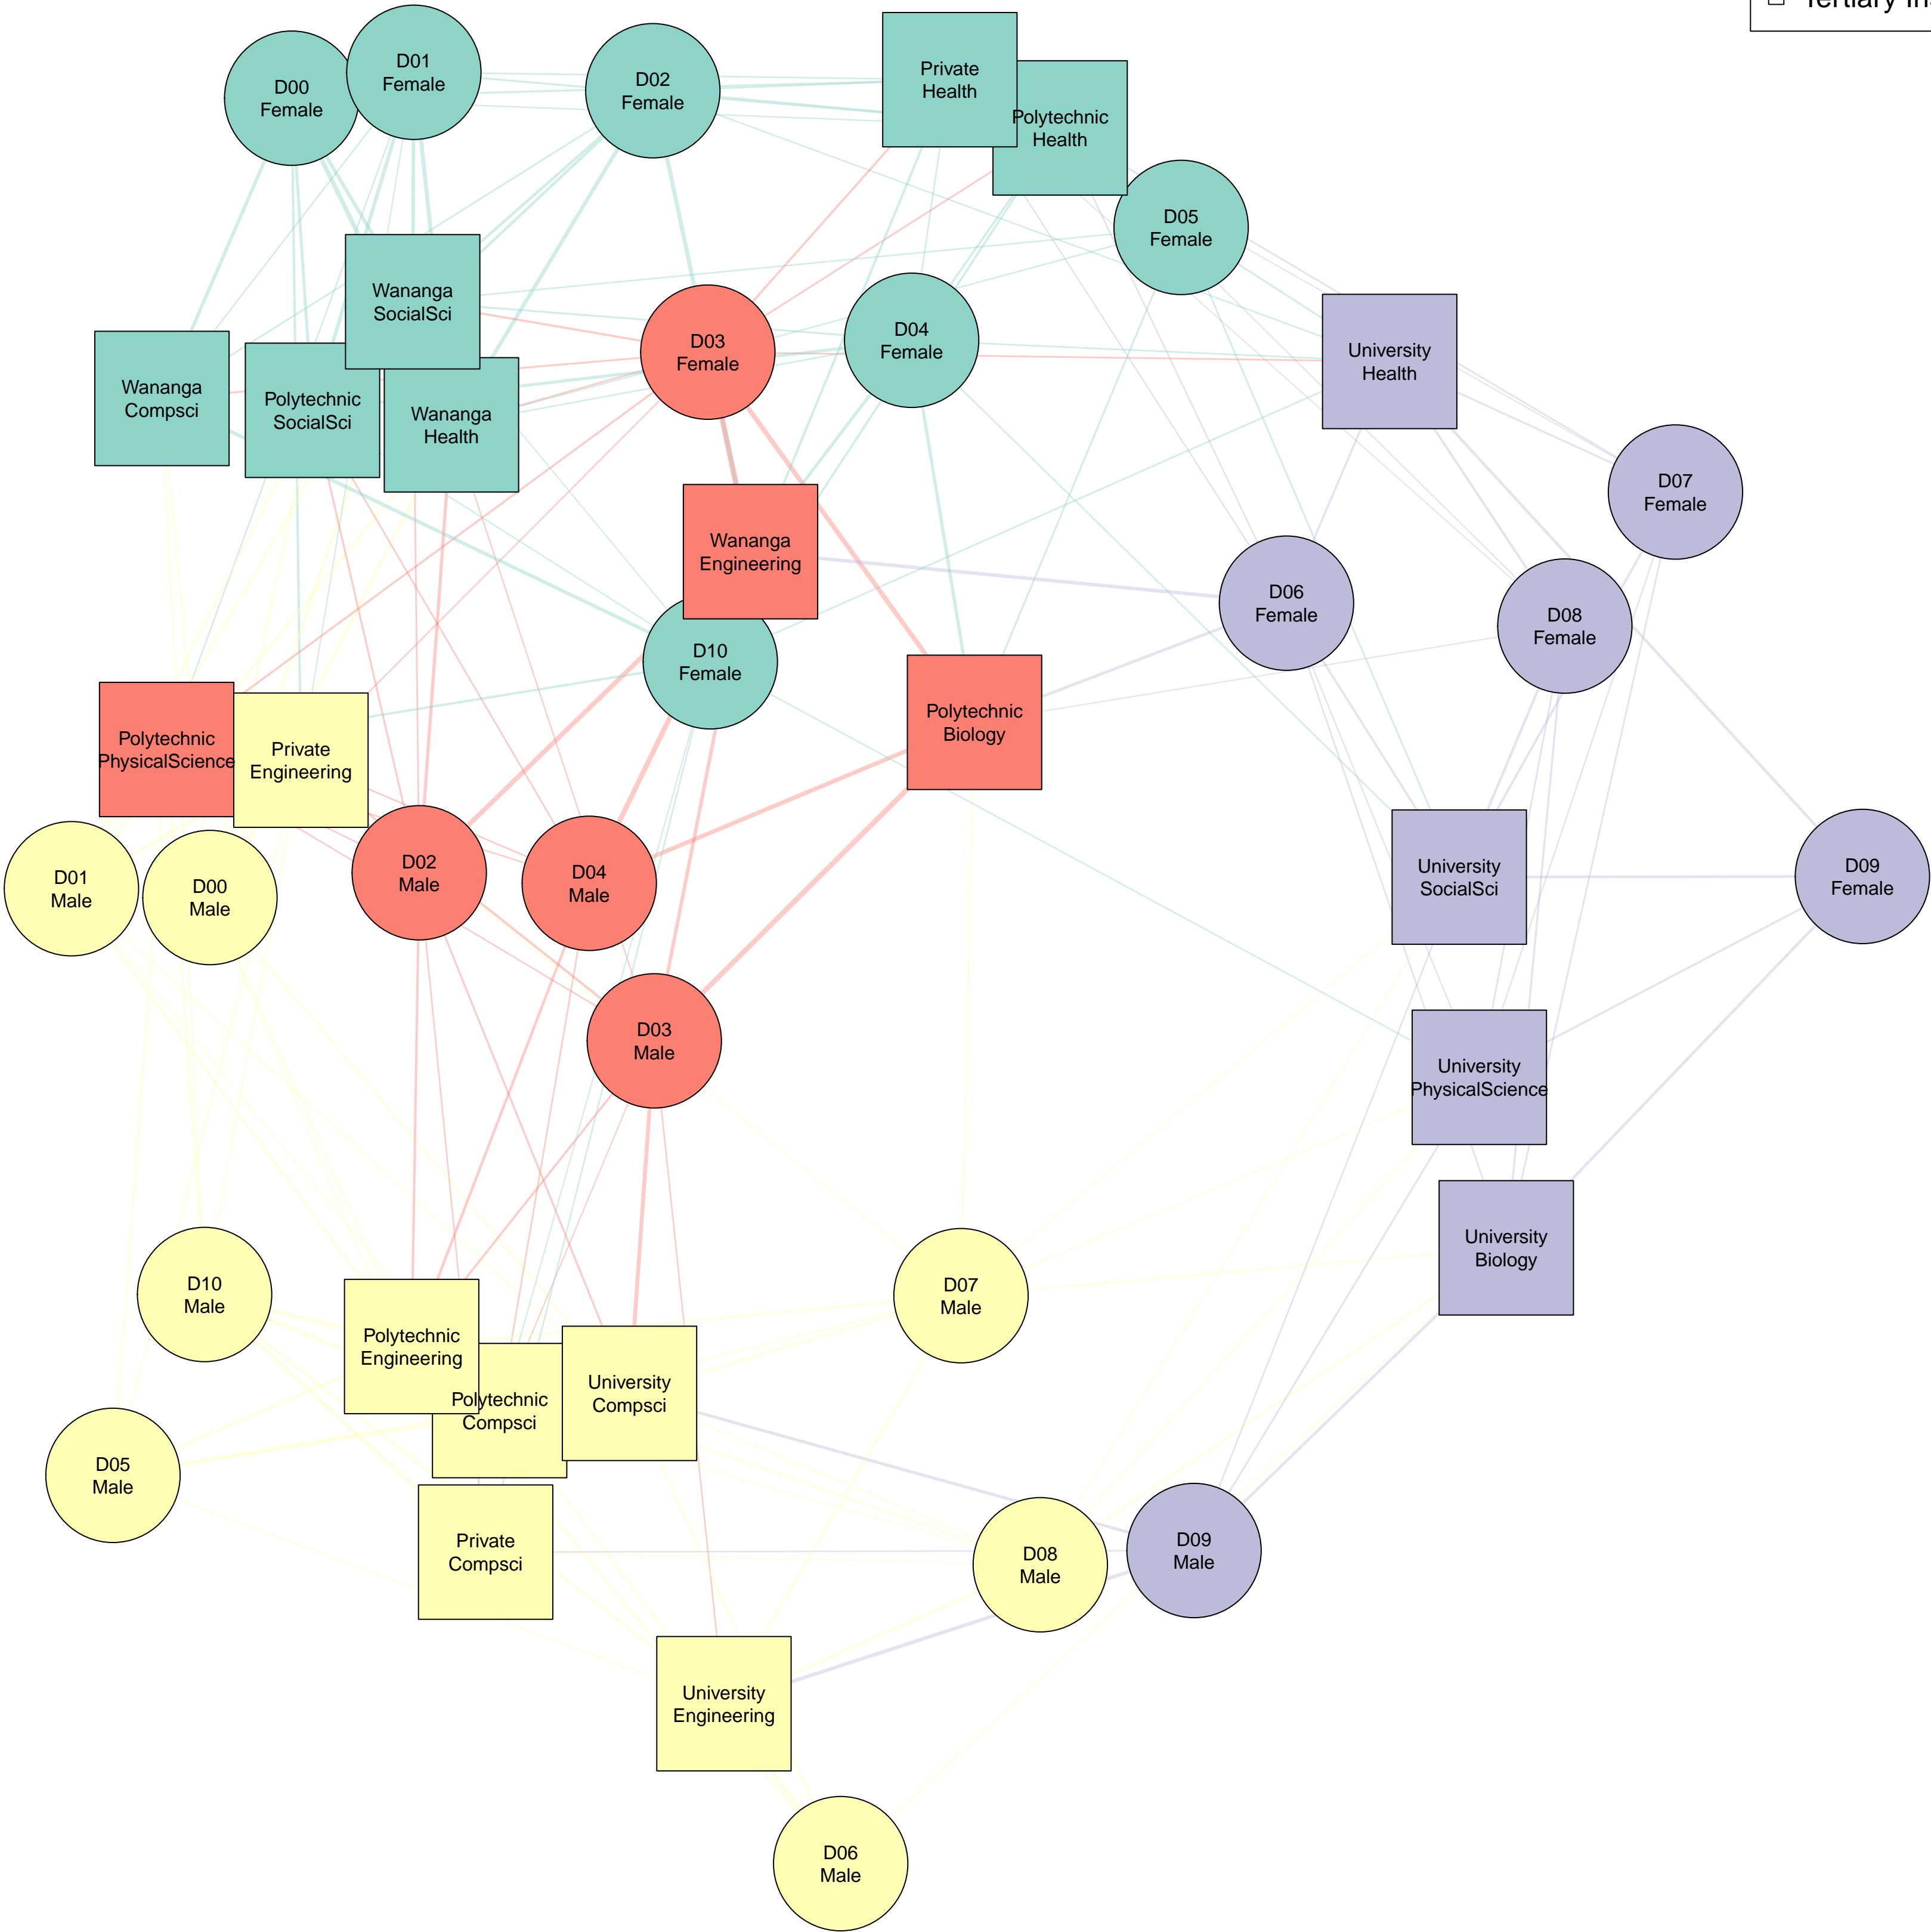 Tertiary Ins
D00
Female
D01
Female
D02
Female
Private
Health
Polytechnic
Health
D05
Female
Wananga
SocialSci
D03
Female
D04
Female
University
Health
Wananga
Compsci
Polytechnic
SocialSci
Wananga
Health
D07
Female
Wananga
Engineering
D06
Female
D08
Female
D10
Female
Polytechnic
Biology
Polytechnic
PhysicalScience
Private
Engineering
D01
Male
D00
Male
D02
Male
D04
Male
University
SocialSci
D09
Female
D03
Male
University
PhysicalScience
University
Biology
D10
Male
D07
Male
Polytechnic
Engineering
Polytechnic
Compsci
University
Compsci
D05
Male
Private
Compsci
D08
Male
D09
Male
University
Engineering
D06
Male